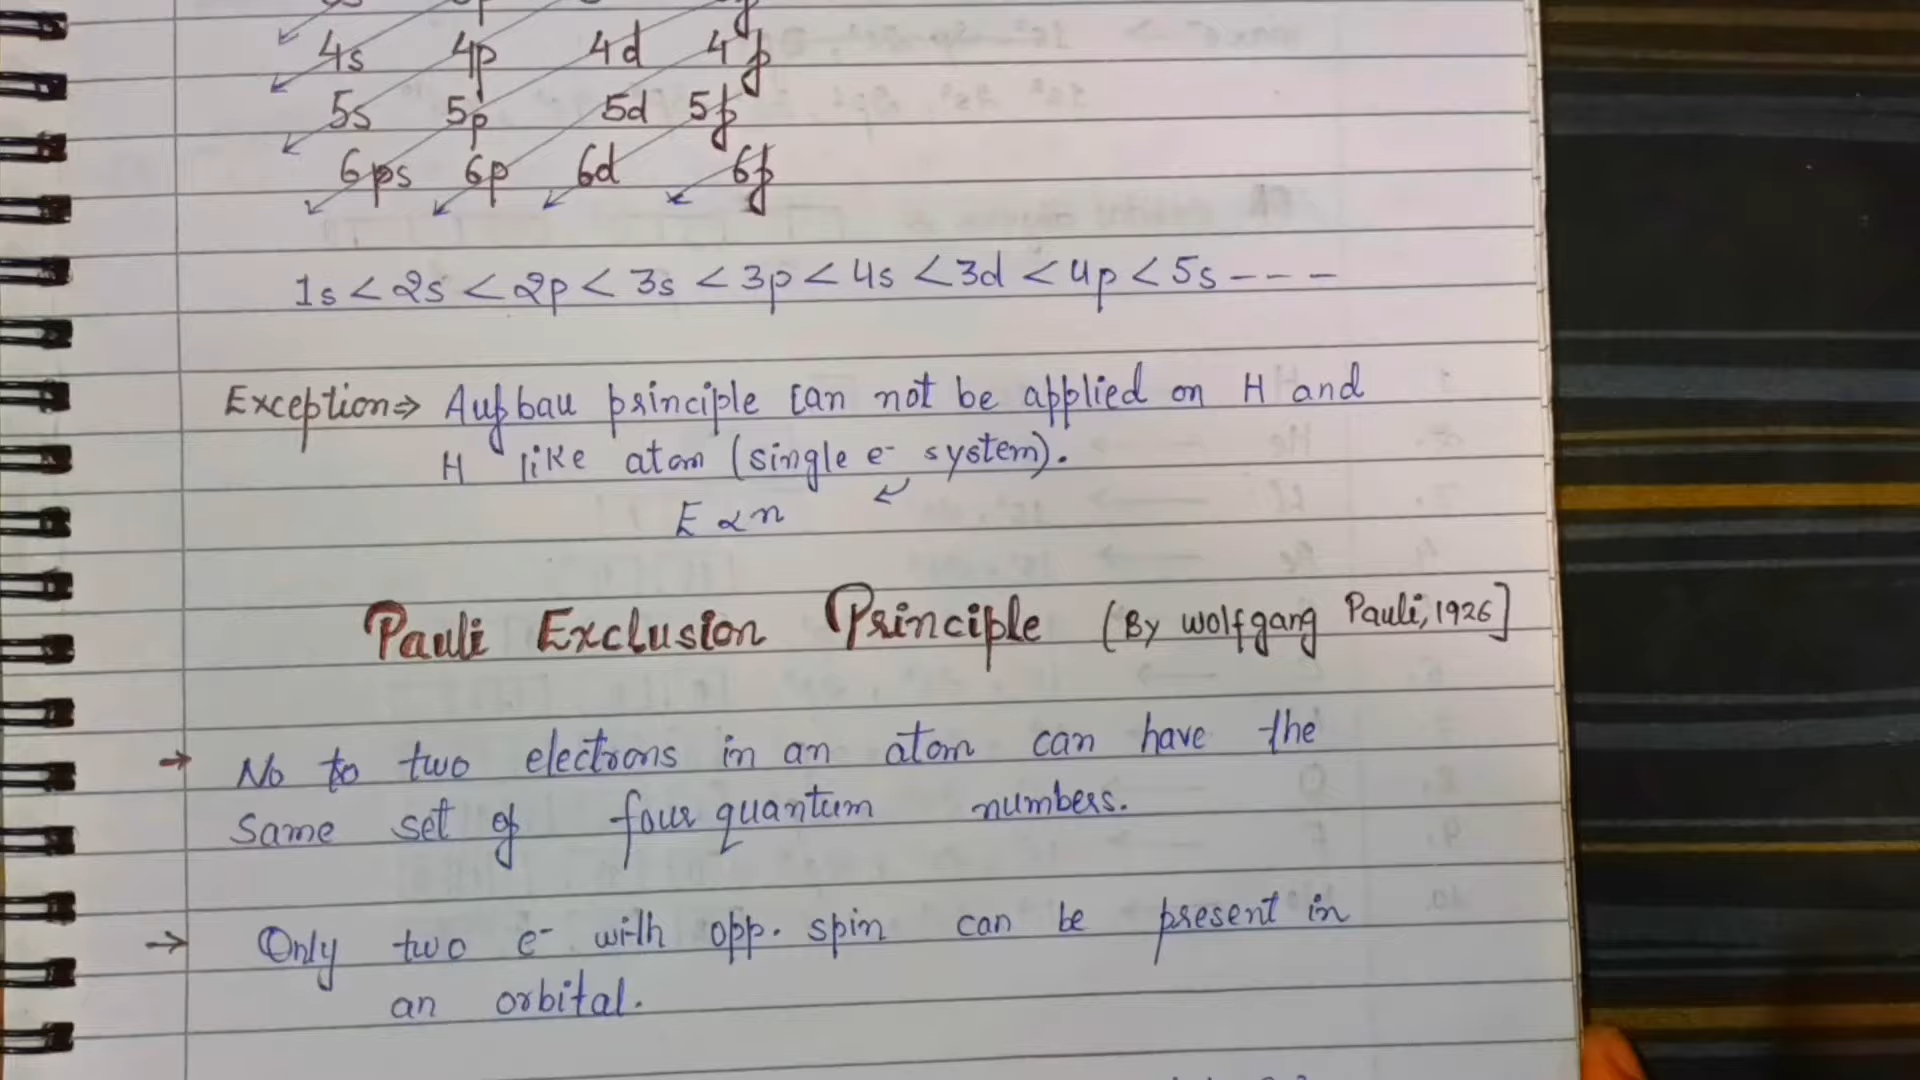 4s 4p 4d 4f
5s 5p 5d 5f
6ps 6p 6d 6f
1s < 2s < 2p < 3s < 3p < 4s < 3d < 4p < 5s - - -
Exception⇒ Aufbau principle can not be applied on H and
H like atom (single e⁻ system).
E ∝ n
Pauli Exclusion Principle (By wolfgang Pauli, 1926]
→ No to two electrons in an atom can have the
same set of four quantum numbers.
→ Only two e⁻ with opp. spin can be present in
an orbital.